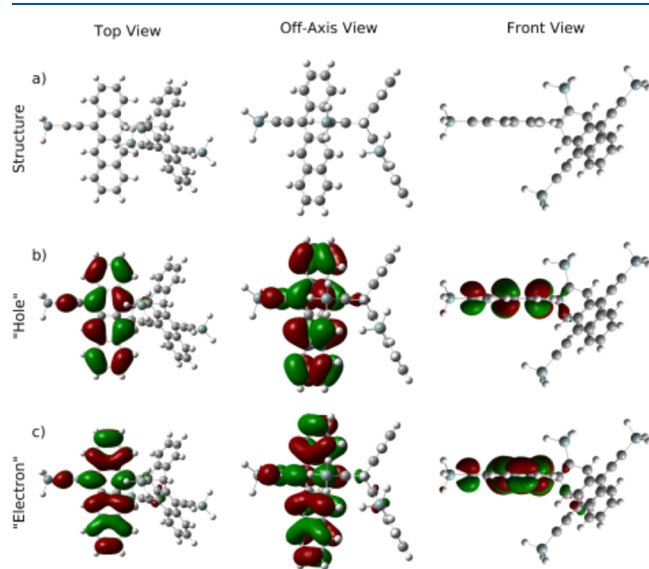 Top View
Off-Axis View
Front View
a)
Structure
b)
"Hole"
c)
"Electron"